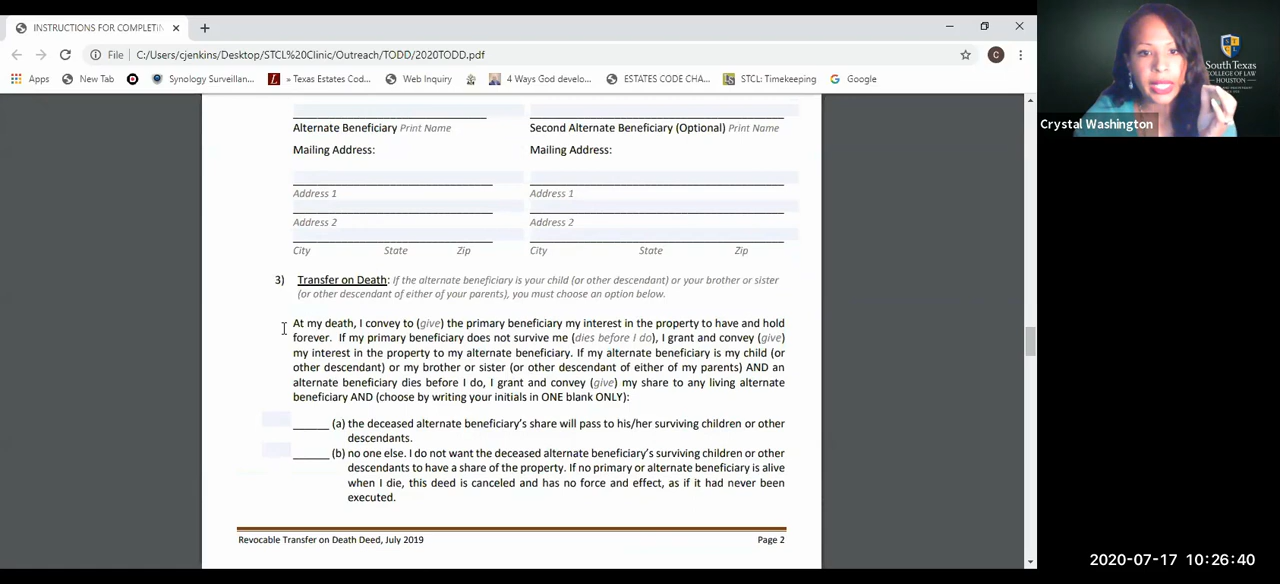 INSTRUCTIONS FOR COMPLETIN
File
C:/Users/cjenkins/Desktop/STCL%20Clinic/Outreach/TODD/2020TODD.pdf
C
Apps
New Tab
Synology Surveillan...
» Texas Estates Cod...
Web Inquiry
4 Ways God develo...
ESTATES CODE CHA...
STCL: Timekeeping
Google
South Texas
COLLEGE OF LAW
HOUSTON
Crystal Washington
Alternate Beneficiary Print Name
Second Alternate Beneficiary (Optional) Print Name
Mailing Address:
Mailing Address:
Address 1
Address 1
Address 2
Address 2
City State Zip
City State Zip
3) Transfer on Death: If the alternate beneficiary is your child (or other descendant) or your brother or sister
(or other descendant of either of your parents), you must choose an option below.
At my death, I convey to (give) the primary beneficiary my interest in the property to have and hold
forever. If my primary beneficiary does not survive me (dies before I do), I grant and convey (give)
my interest in the property to my alternate beneficiary. If my alternate beneficiary is my child (or
other descendant) or my brother or sister (or other descendant of either of my parents) AND an
alternate beneficiary dies before I do, I grant and convey (give) my share to any living alternate
beneficiary AND (choose by writing your initials in ONE blank ONLY):
______ (a) the deceased alternate beneficiary's share will pass to his/her surviving children or other
descendants.
______ (b) no one else. I do not want the deceased alternate beneficiary's surviving children or other
descendants to have a share of the property. If no primary or alternate beneficiary is alive
when I die, this deed is canceled and has no force and effect, as if it had never been
executed.
Revocable Transfer on Death Deed, July 2019
Page 2
2020-07-17 10:26:40